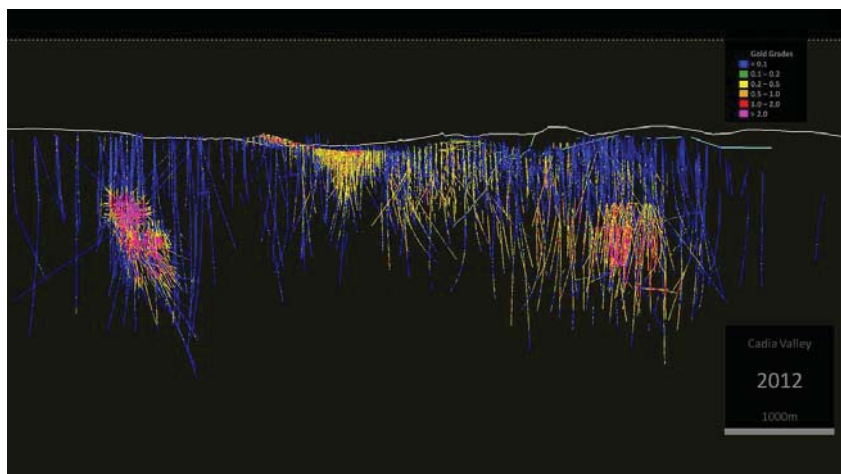 Gold Grades
< 0.1
0.1 – 0.2
0.2 – 0.5
0.5 – 1.0
1.0 – 2.0
> 2.0
Cadia Valley
2012
1000m